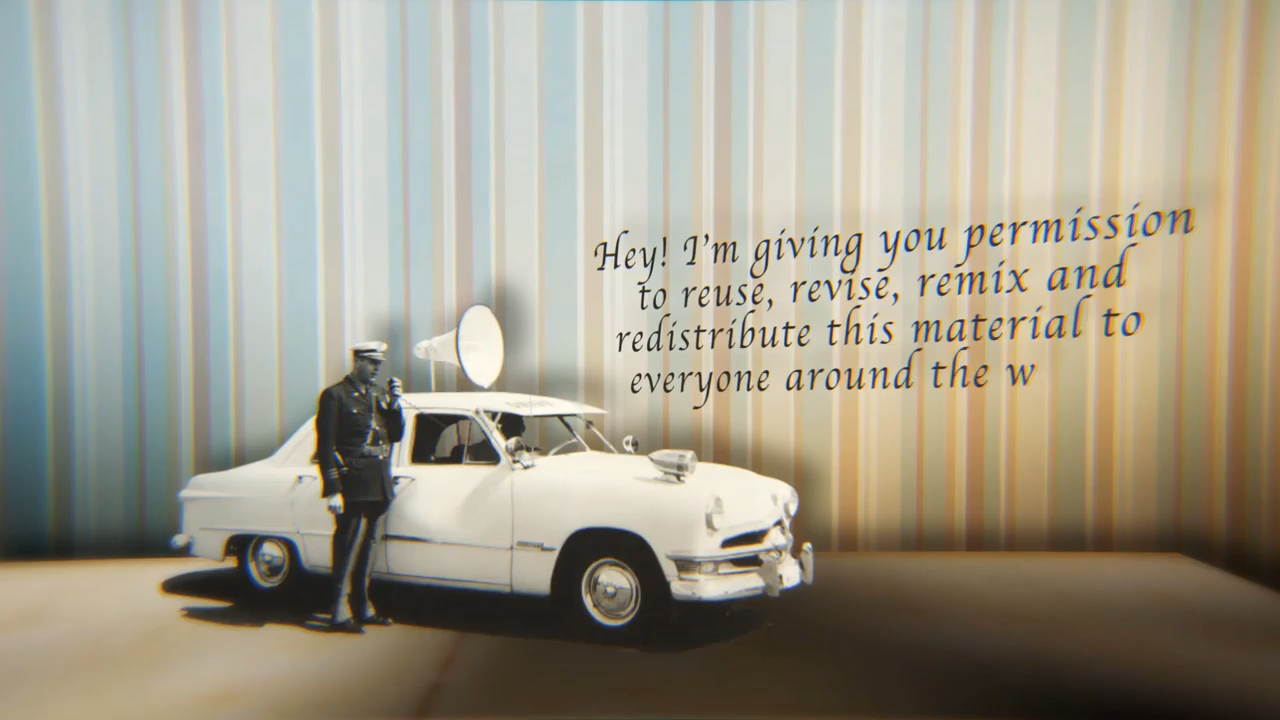 Hey! I'm giving you permission
to reuse, revise, remix and
redistribute this material to
everyone around the w